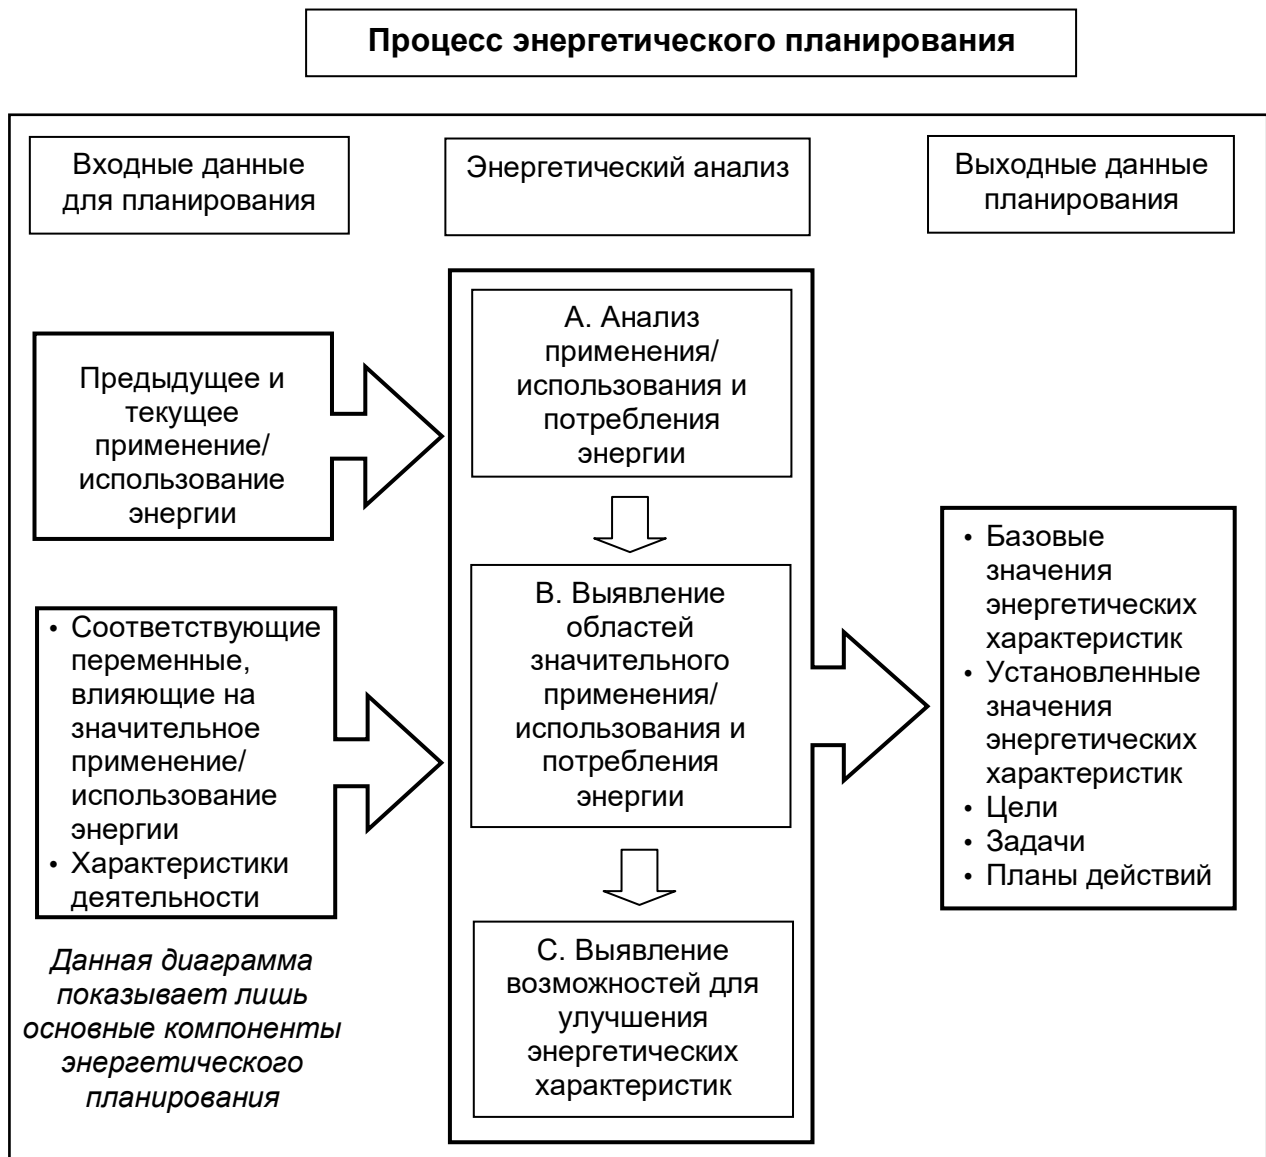 Процесс энергетического планирования
Входные данные
для планирования
Энергетический анализ
Выходные данные
планирования
Предыдущее и
текущее
применение/
использование
энергии
• Соответствующие
переменные,
влияющие на
значительное
применение/
использование
энергии
• Характеристики
деятельности
Данная диаграмма
показывает лишь
основные компоненты
энергетического
планирования
A. Анализ
применения/
использования и
потребления
энергии
B. Выявление
областей
значительного
применения/
использования и
потребления
энергии
C. Выявление
возможностей для
улучшения
энергетических
характеристик
• Базовые
значения
энергетических
характеристик
• Установленные
значения
энергетических
характеристик
• Цели
• Задачи
• Планы действий